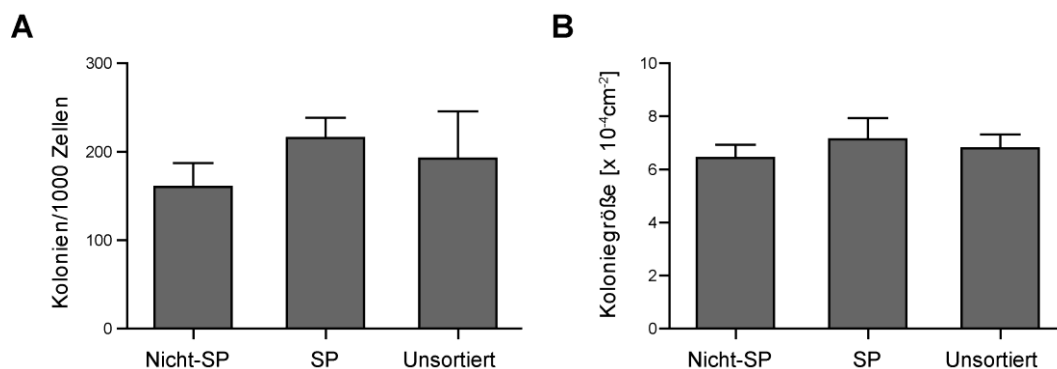 A
Kolonien/1000 Zellen
300
200
100
0
Nicht-SP SP Unsortiert
B
Koloniegröße [x 10⁻⁴cm⁻²]
10
8
6
4
2
0
Nicht-SP SP Unsortiert